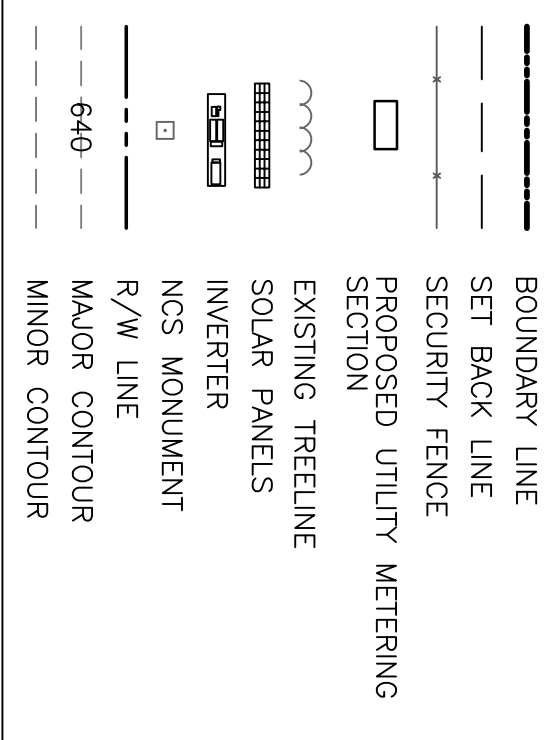 BOUNDARY LINE
SET BACK LINE
SECURITY FENCE
PROPOSED UTILITY METERING
SECTION
EXISTING TREELINE
SOLAR PANELS
INVERTER
NCS MONUMENT
R/W LINE
640
MAJOR CONTOUR
MINOR CONTOUR